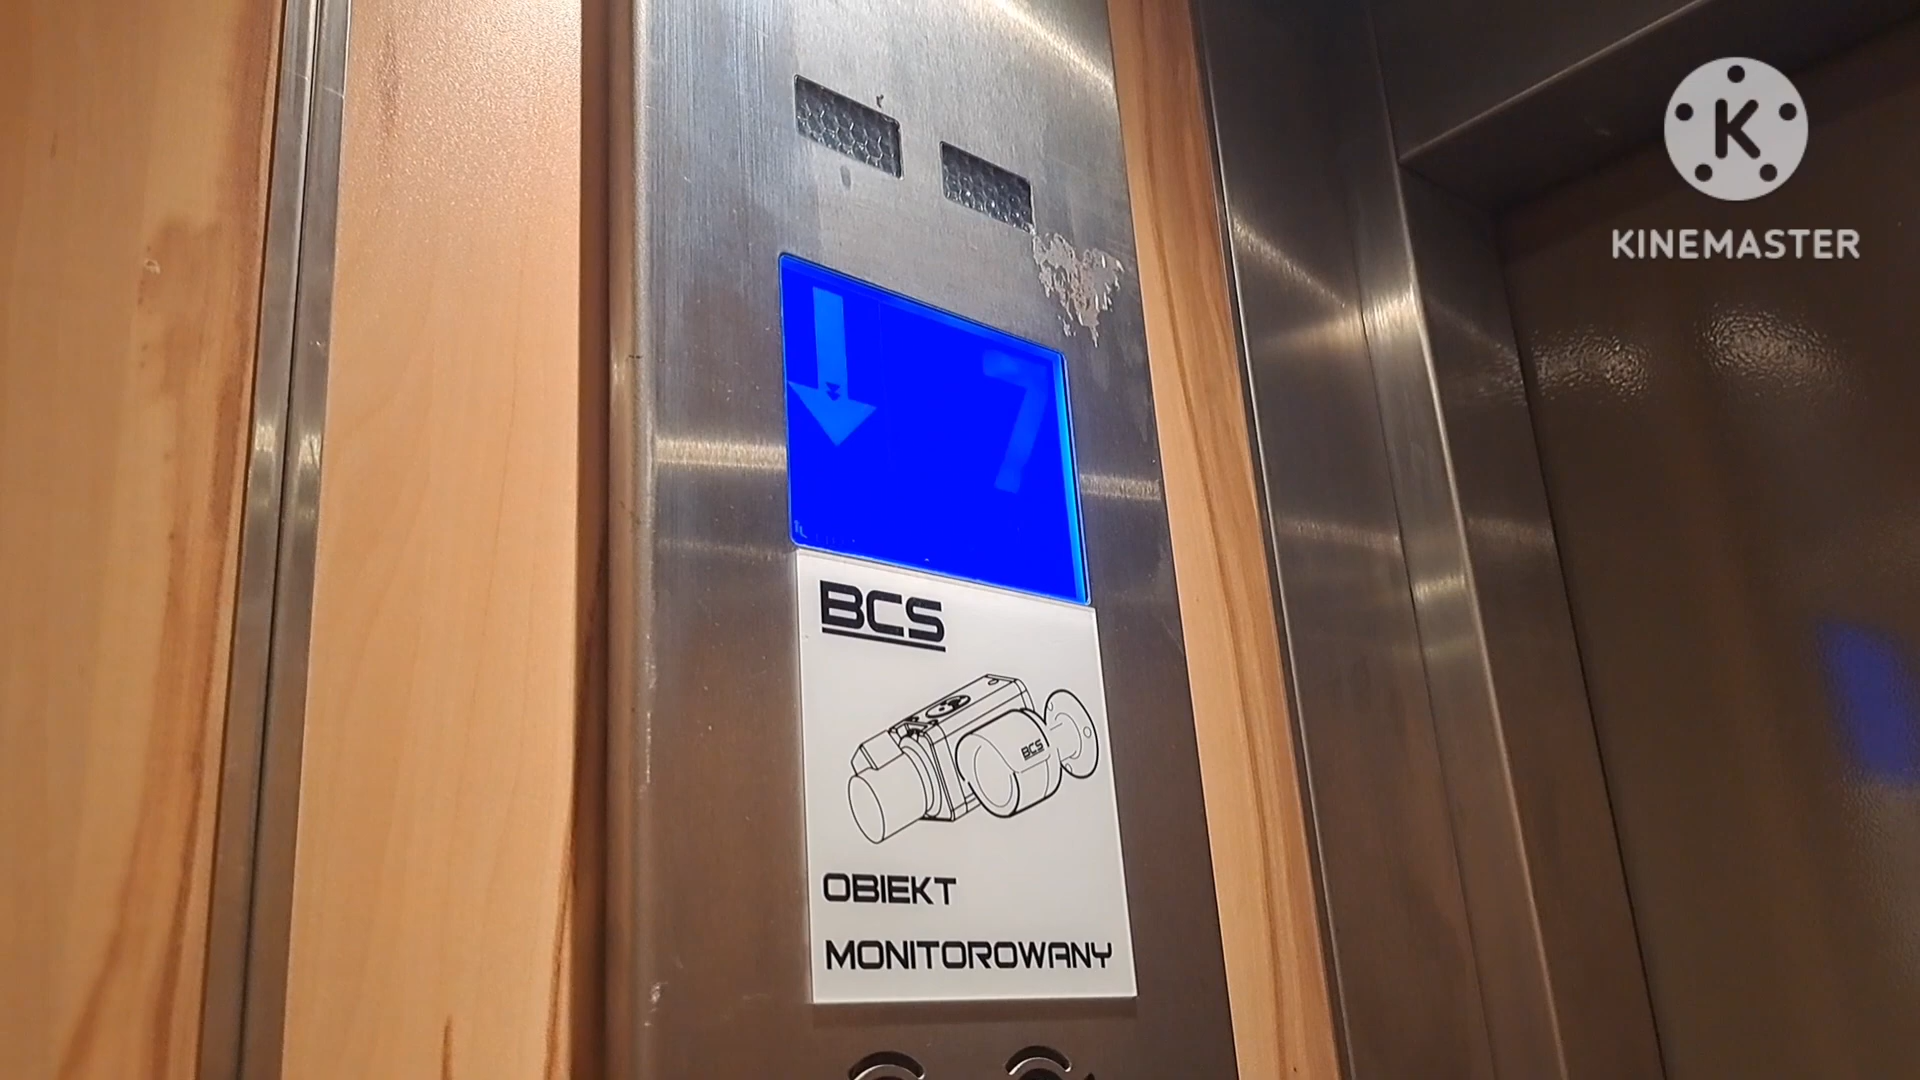 K
KINEMASTER
7
BCS
BCS
OBIEKT
MONITOROWANY